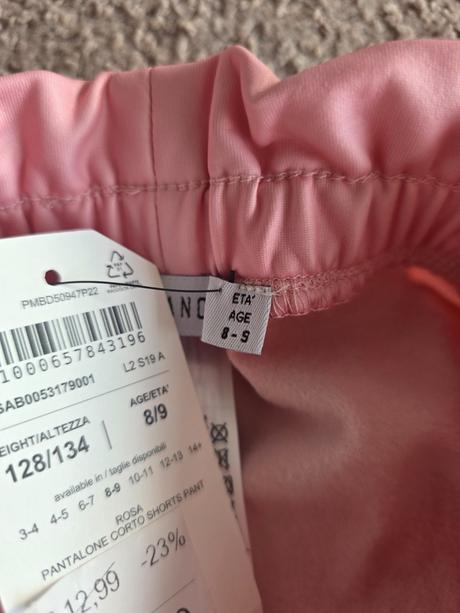 PMBD50947P22
1000657843196
SAB0053179001
L2 S19 A
EIGHT/ALTEZZA
AGE/ETA'
128/134
8/9
available in / taglie disponibili
3-4 4-5 6-7 8-9 10-11 12-13 14+
ROSA
PANTALONE CORTO SHORTS PANT
12,99 -23%
ANO
ETA'
AGE
8-9